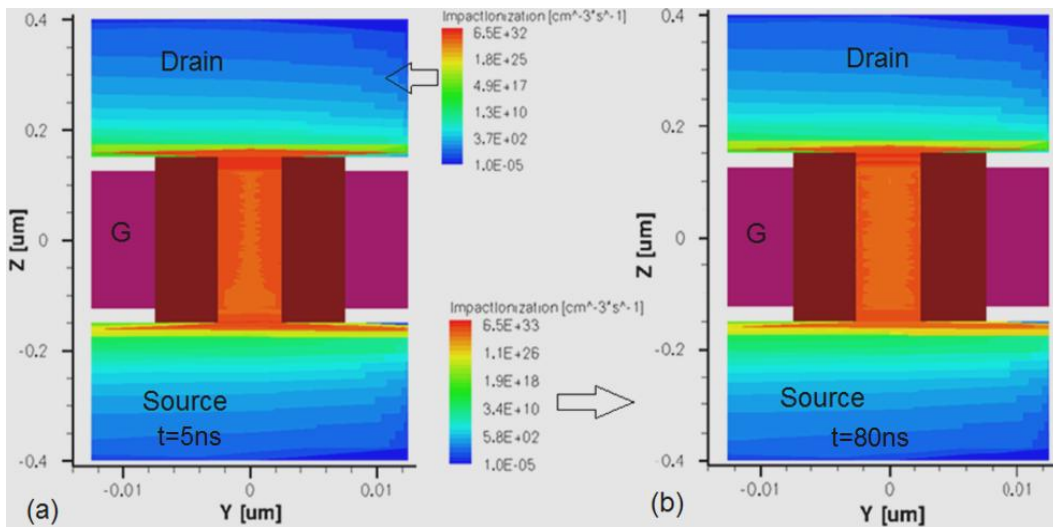 0.4
0.2
0
-0.2
-0.4
Z [um]
Drain
G
Source
t=5ns
-0.01
0
0.01
Y [um]
(a)
Impactionization [cm^-3*s^-1]
6.5E+32
1.8E+25
4.9E+17
1.3E+10
3.7E+02
1.0E-05
Impactionization [cm^-3*s^-1]
6.5E+33
1.1E+26
1.9E+18
3.4E+10
5.8E+02
1.0E-05
0.4
0.2
0
-0.2
-0.4
Z [um]
Drain
G
Source
t=80ns
-0.01
0
0.01
Y [um]
(b)